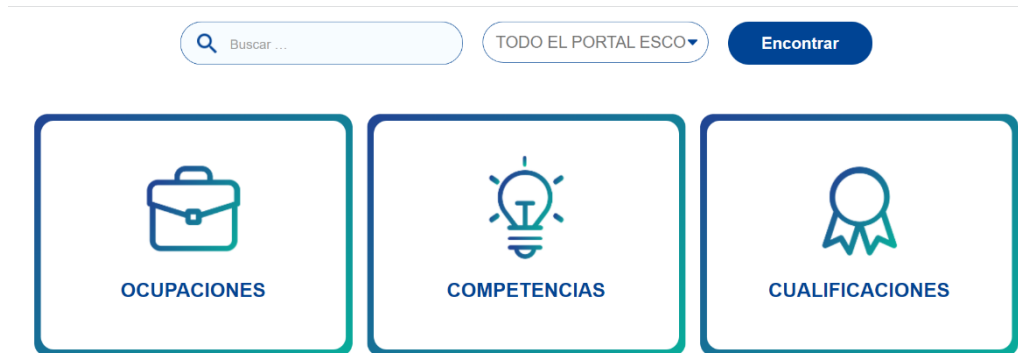 Buscar ...
TODO EL PORTAL ESCO
Encontrar
OCUPACIONES
COMPETENCIAS
CUALIFICACIONES